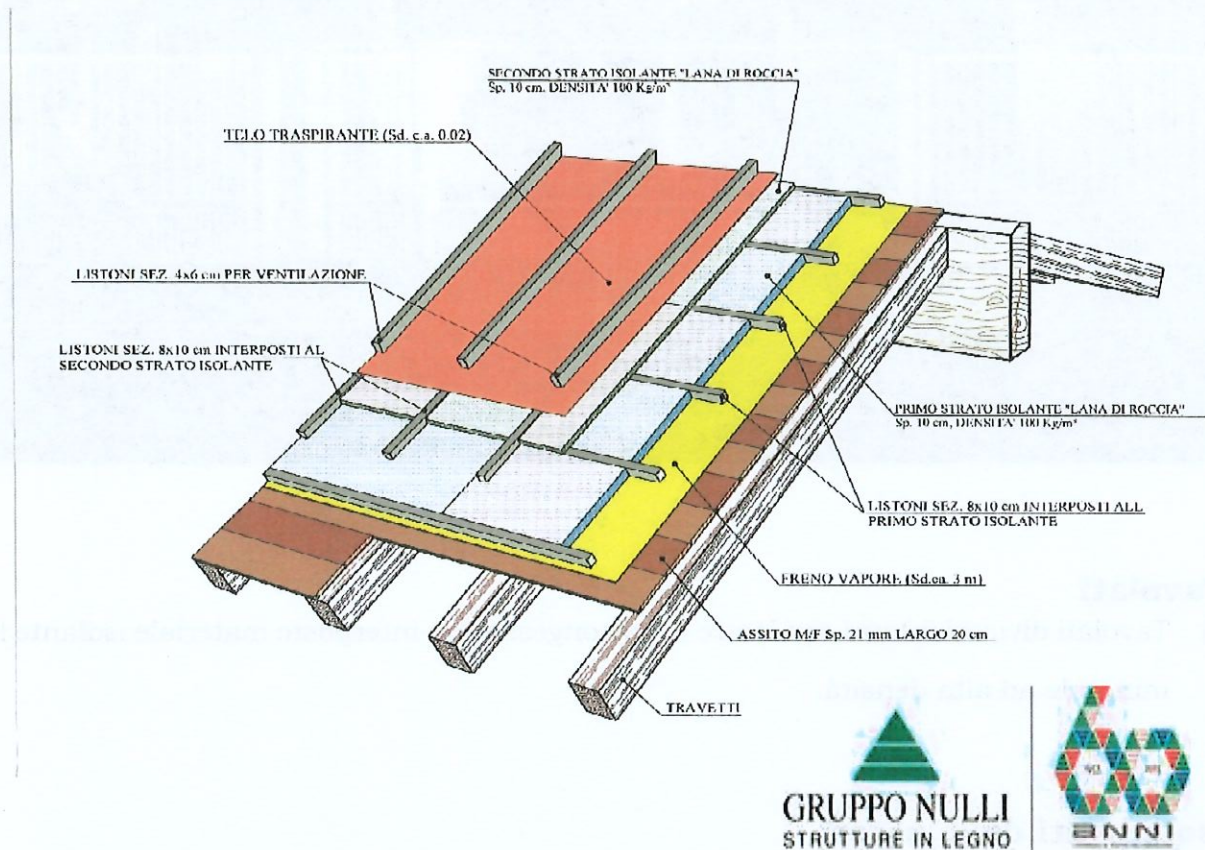 SECONDO STRATO ISOLANTE "LANA DI ROCCIA"
Sp. 10 cm. DENSITA' 100 Kg/m³
TELO TRASPIRANTE (Sd. c.a. 0.02)
LISTONI SEZ. 4x6 cm PER VENTILAZIONE
LISTONI SEZ. 8x10 cm INTERPOSTI AL
SECONDO STRATO ISOLANTE
PRIMO STRATO ISOLANTE "LANA DI ROCCIA"
Sp. 10 cm, DENSITA' 100 Kg/m³
LISTONI SEZ. 8x10 cm INTERPOSTI ALL
PRIMO STRATO ISOLANTE
FRENO VAPORE (Sd.ca. 3 m)
ASSITO M/F Sp. 21 mm LARGO 20 cm
TRAVETTI
GRUPPO NULLI
STRUTTURE IN LEGNO
ANNI